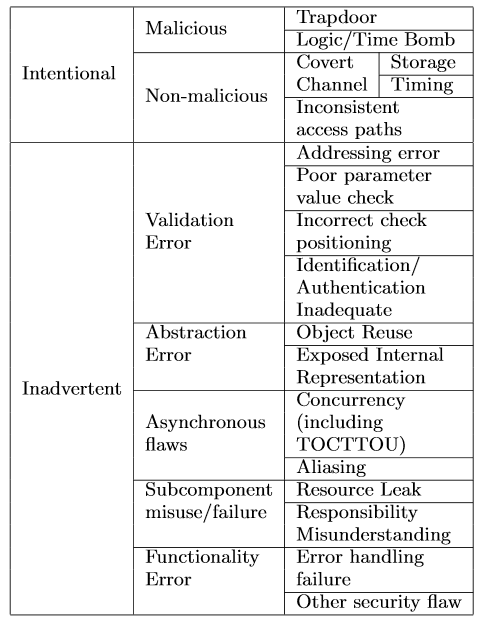 Intentional
Malicious
Trapdoor
Logic/Time Bomb
Non-malicious
Covert
Channel
Storage
Timing
Inconsistent
access paths
Inadvertent
Validation
Error
Addressing error
Poor parameter
value check
Incorrect check
positioning
Identification/
Authentication
Inadequate
Abstraction
Error
Object Reuse
Exposed Internal
Representation
Asynchronous
flaws
Concurrency
(including
TOCTTOU)
Aliasing
Subcomponent
misuse/failure
Resource Leak
Responsibility
Misunderstanding
Functionality
Error
Error handling
failure
Other security flaw